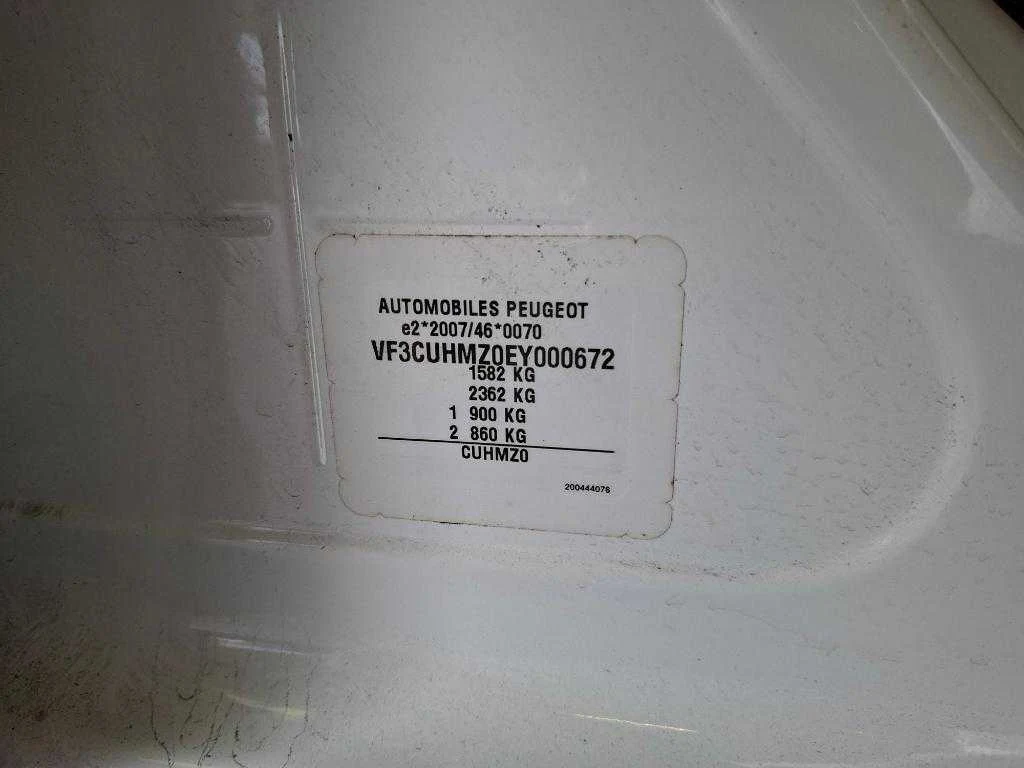 AUTOMOBILES PEUGEOT
e2*2007/46*0070
VF3CUHMZ0EY000672
1582 KG
2362 KG
1 900 KG
2 860 KG
CUHMZ0
200444076